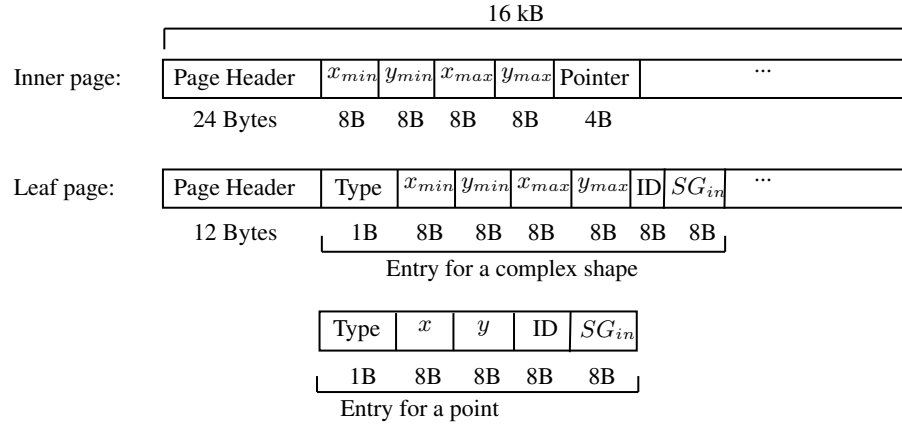 16 kB
Inner page: Page Header x_min y_min x_max y_max Pointer ...
24 Bytes 8B 8B 8B 8B 4B
Leaf page: Page Header Type x_min y_min x_max y_max ID SG_in ...
12 Bytes 1B 8B 8B 8B 8B 8B 8B
Entry for a complex shape
Type x y ID SG_in
1B 8B 8B 8B 8B
Entry for a point